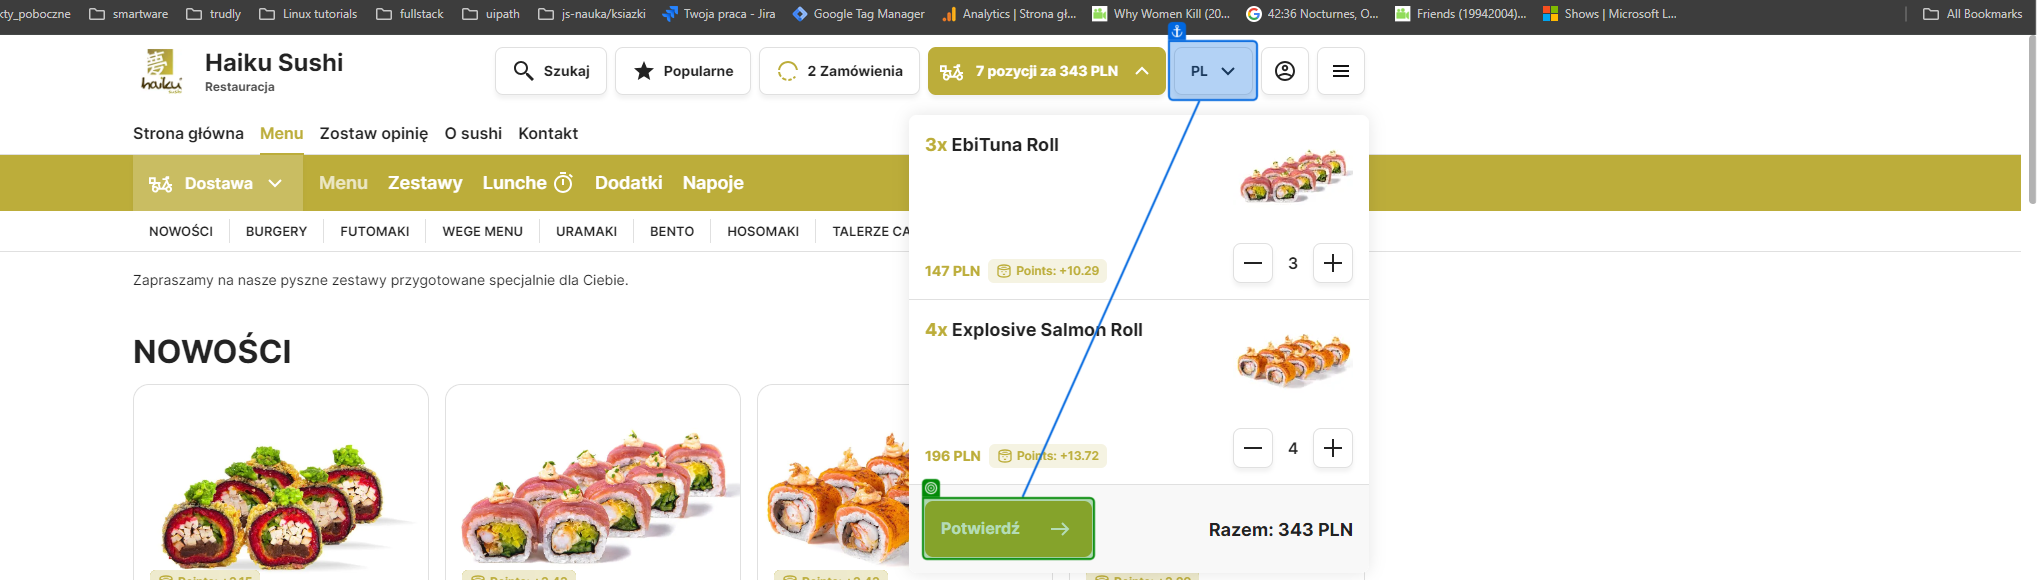 kty_poboczne smartware trudly Linux tutorials fullstack uipath js-nauka/ksiazki Twoja praca - Jira Google Tag Manager Analytics | Strona gł... Why Women Kill (20... 42:36 Nocturnes, O... Friends (19942004)... Shows | Microsoft L... All Bookmarks
Haiku Sushi
Restauracja
haiku
Szukaj
Popularne
2 Zamówienia
7 pozycji za 343 PLN
PL
Strona główna Menu Zostaw opinię O sushi Kontakt
Dostawa Menu Zestawy Lunche Dodatki Napoje
NOWOŚCI BURGERY FUTOMAKI WEGE MENU URAMAKI BENTO HOSOMAKI TALERZE CA
Zapraszamy na nasze pyszne zestawy przygotowane specjalnie dla Ciebie.
NOWOŚCI
3x EbiTuna Roll
147 PLN Points: +10.29
3
4x Explosive Salmon Roll
196 PLN Points: +13.72
4
Potwierdź
Razem: 343 PLN